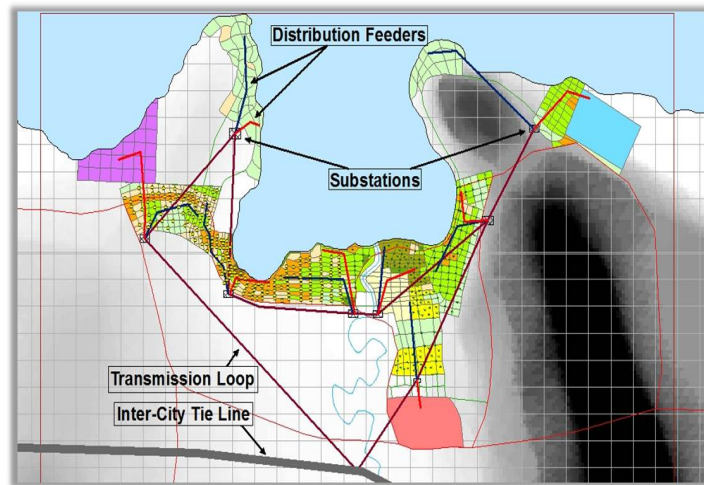 Distribution Feeders
Substations
Transmission Loop
Inter-City Tie Line